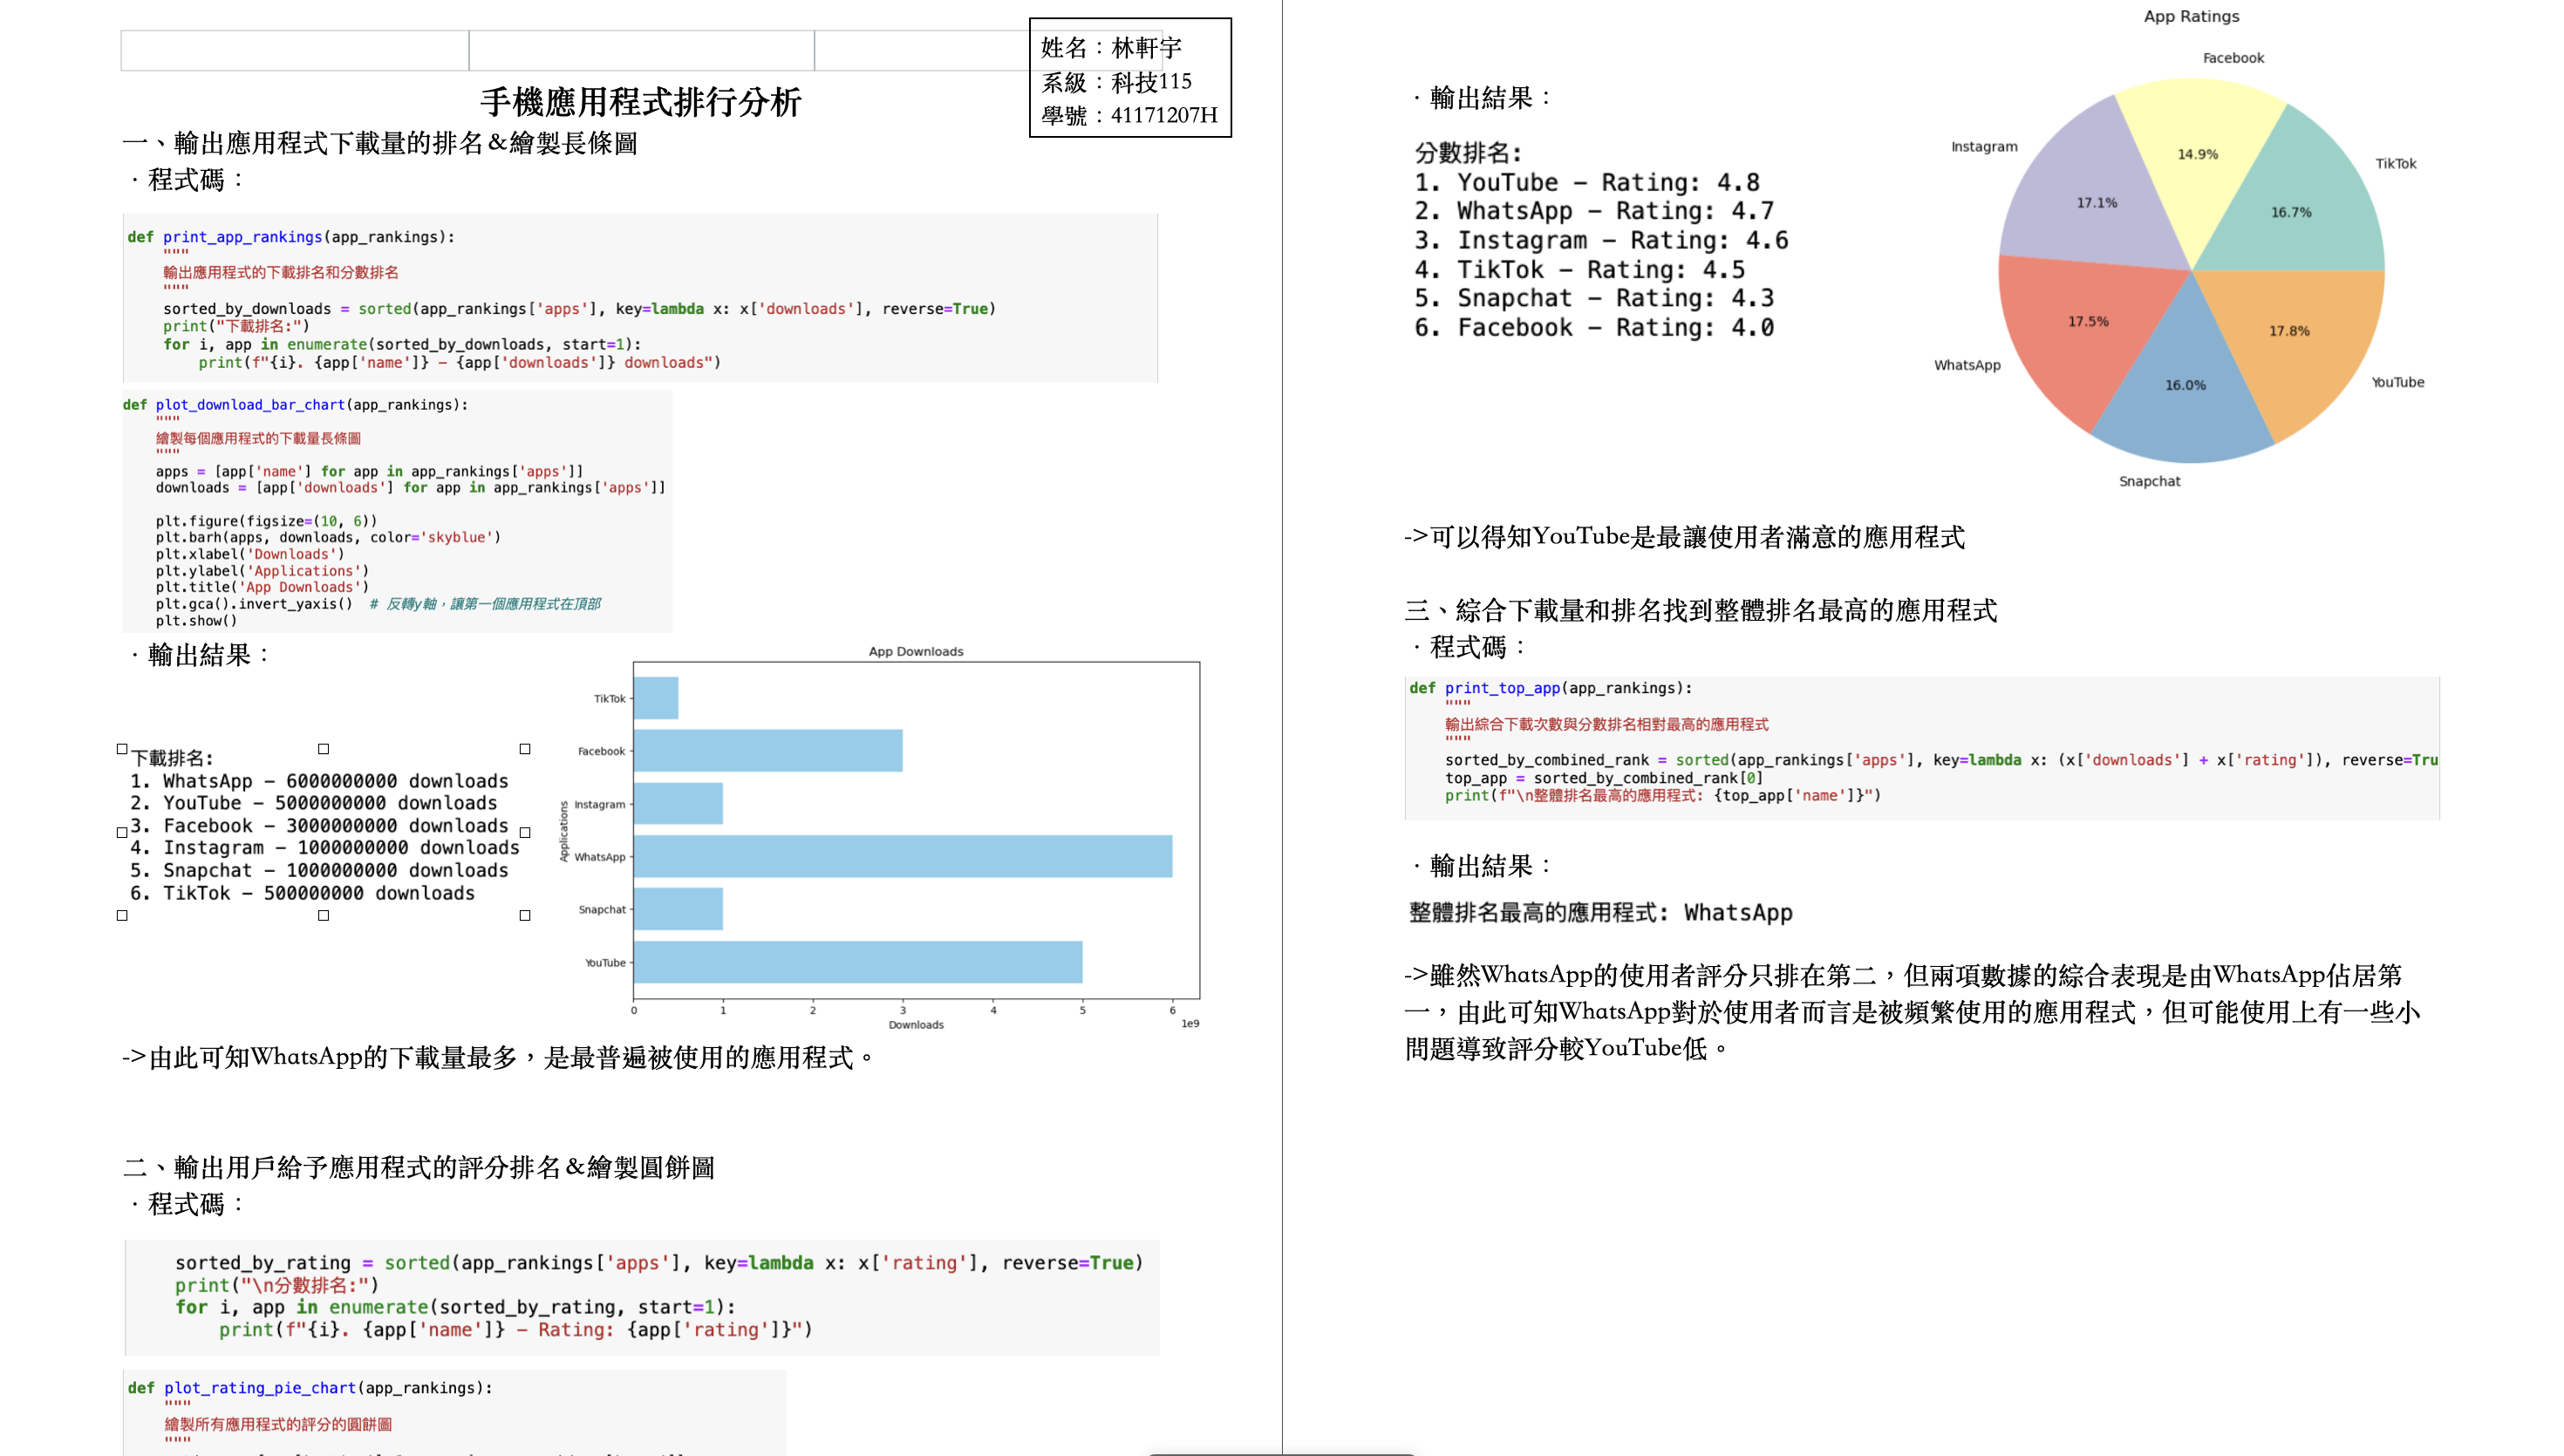 姓名：林軒宇
系級：科技115
學號：41171207H
手機應用程式排行分析
一、輸出應用程式下載量的排名＆繪製長條圖
· 程式碼：
def print_app_rankings(app_rankings):
"""
輸出應用程式的下載排名和分數排名
"""
sorted_by_downloads = sorted(app_rankings['apps'], key=lambda x: x['downloads'], reverse=True)
print("下載排名:")
for i, app in enumerate(sorted_by_downloads, start=1):
print(f"{i}. {app['name']} - {app['downloads']} downloads")
def plot_download_bar_chart(app_rankings):
"""
繪製每個應用程式的下載量長條圖
"""
apps = [app['name'] for app in app_rankings['apps']]
downloads = [app['downloads'] for app in app_rankings['apps']]
plt.figure(figsize=(10, 6))
plt.barh(apps, downloads, color='skyblue')
plt.xlabel('Downloads')
plt.ylabel('Applications')
plt.title('App Downloads')
plt.gca().invert_yaxis()  # 反轉y軸，讓第一個應用程式在頂部
plt.show()
· 輸出結果：
下載排名:
1. WhatsApp - 6000000000 downloads
2. YouTube - 5000000000 downloads
3. Facebook - 3000000000 downloads
4. Instagram - 1000000000 downloads
5. Snapchat - 1000000000 downloads
6. TikTok - 500000000 downloads
App Downloads
TikTok
Facebook
Instagram
WhatsApp
Snapchat
YouTube
Applications
0 1 2 3 4 5 6
1e9
Downloads
->由此可知WhatsApp的下載量最多，是最普遍被使用的應用程式。
二、輸出用戶給予應用程式的評分排名＆繪製圓餅圖
· 程式碼：
sorted_by_rating = sorted(app_rankings['apps'], key=lambda x: x['rating'], reverse=True)
print("\n分數排名:")
for i, app in enumerate(sorted_by_rating, start=1):
print(f"{i}. {app['name']} - Rating: {app['rating']}")
def plot_rating_pie_chart(app_rankings):
"""
繪製所有應用程式的評分的圓餅圖
"""
· 輸出結果：
分數排名:
1. YouTube - Rating: 4.8
2. WhatsApp - Rating: 4.7
3. Instagram - Rating: 4.6
4. TikTok - Rating: 4.5
5. Snapchat - Rating: 4.3
6. Facebook - Rating: 4.0
App Ratings
Facebook
14.9%
Instagram
17.1%
TikTok
16.7%
WhatsApp
17.5%
YouTube
17.8%
Snapchat
16.0%
->可以得知YouTube是最讓使用者滿意的應用程式
三、綜合下載量和排名找到整體排名最高的應用程式
· 程式碼：
def print_top_app(app_rankings):
"""
輸出綜合下載次數與分數排名相對最高的應用程式
"""
sorted_by_combined_rank = sorted(app_rankings['apps'], key=lambda x: (x['downloads'] + x['rating']), reverse=Tru
top_app = sorted_by_combined_rank[0]
print(f"\n整體排名最高的應用程式: {top_app['name']}")
· 輸出結果：
整體排名最高的應用程式: WhatsApp
->雖然WhatsApp的使用者評分只排在第二，但兩項數據的綜合表現是由WhatsApp佔居第
一，由此可知WhatsApp對於使用者而言是被頻繁使用的應用程式，但可能使用上有一些小
問題導致評分較YouTube低。